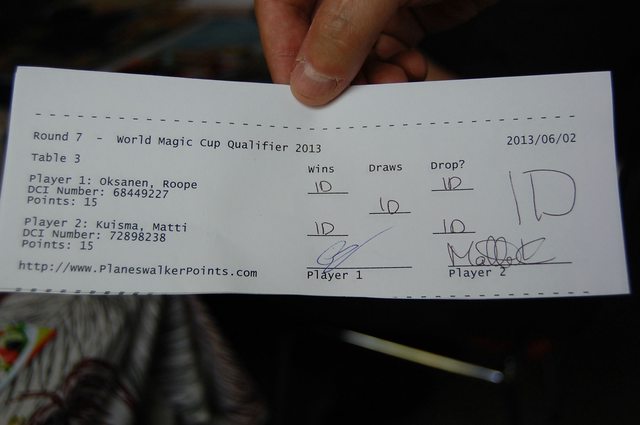 Round 7 - World Magic Cup Qualifier 2013 2013/06/02
Table 3
Wins Draws Drop?
Player 1: Oksanen, Roope
DCI Number: 68449227
Points: 15
ID ID ID ID
Player 2: Kuisma, Matti
DCI Number: 72898238
Points: 15
ID ID
http://www.PlaneswalkerPoints.com
Player 1 Player 2